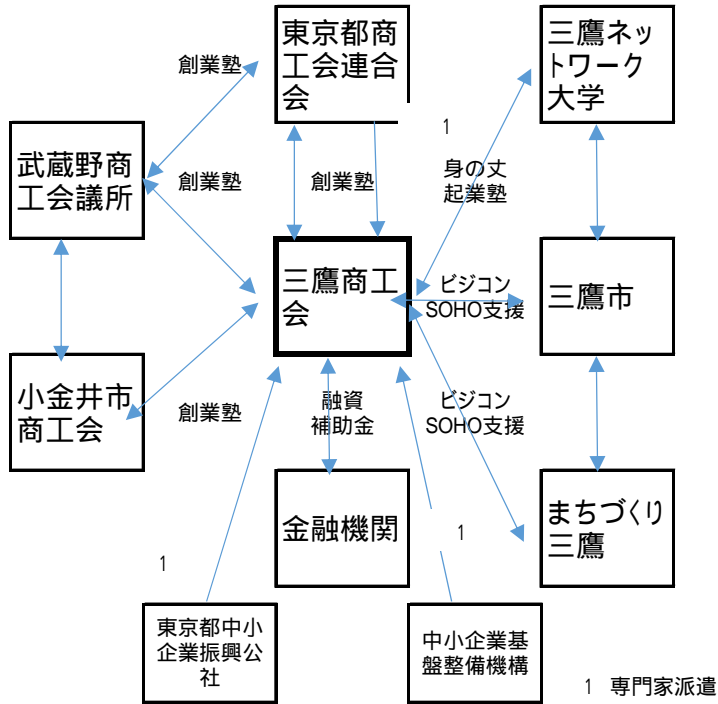 東京都商
工会連合
会
三鷹ネッ
トワーク
大学
創業塾
1
武蔵野商
工会議所
創業塾
創業塾
身の丈
起業塾
三鷹商工
会
ビジコン
SOHO支援
三鷹市
小金井市
商工会
創業塾
融資
補助金
ビジコン
SOHO支援
金融機関
1
まちづくり
三鷹
1
東京都中小
企業振興公
社
中小企業基
盤整備機構
1 専門家派遣